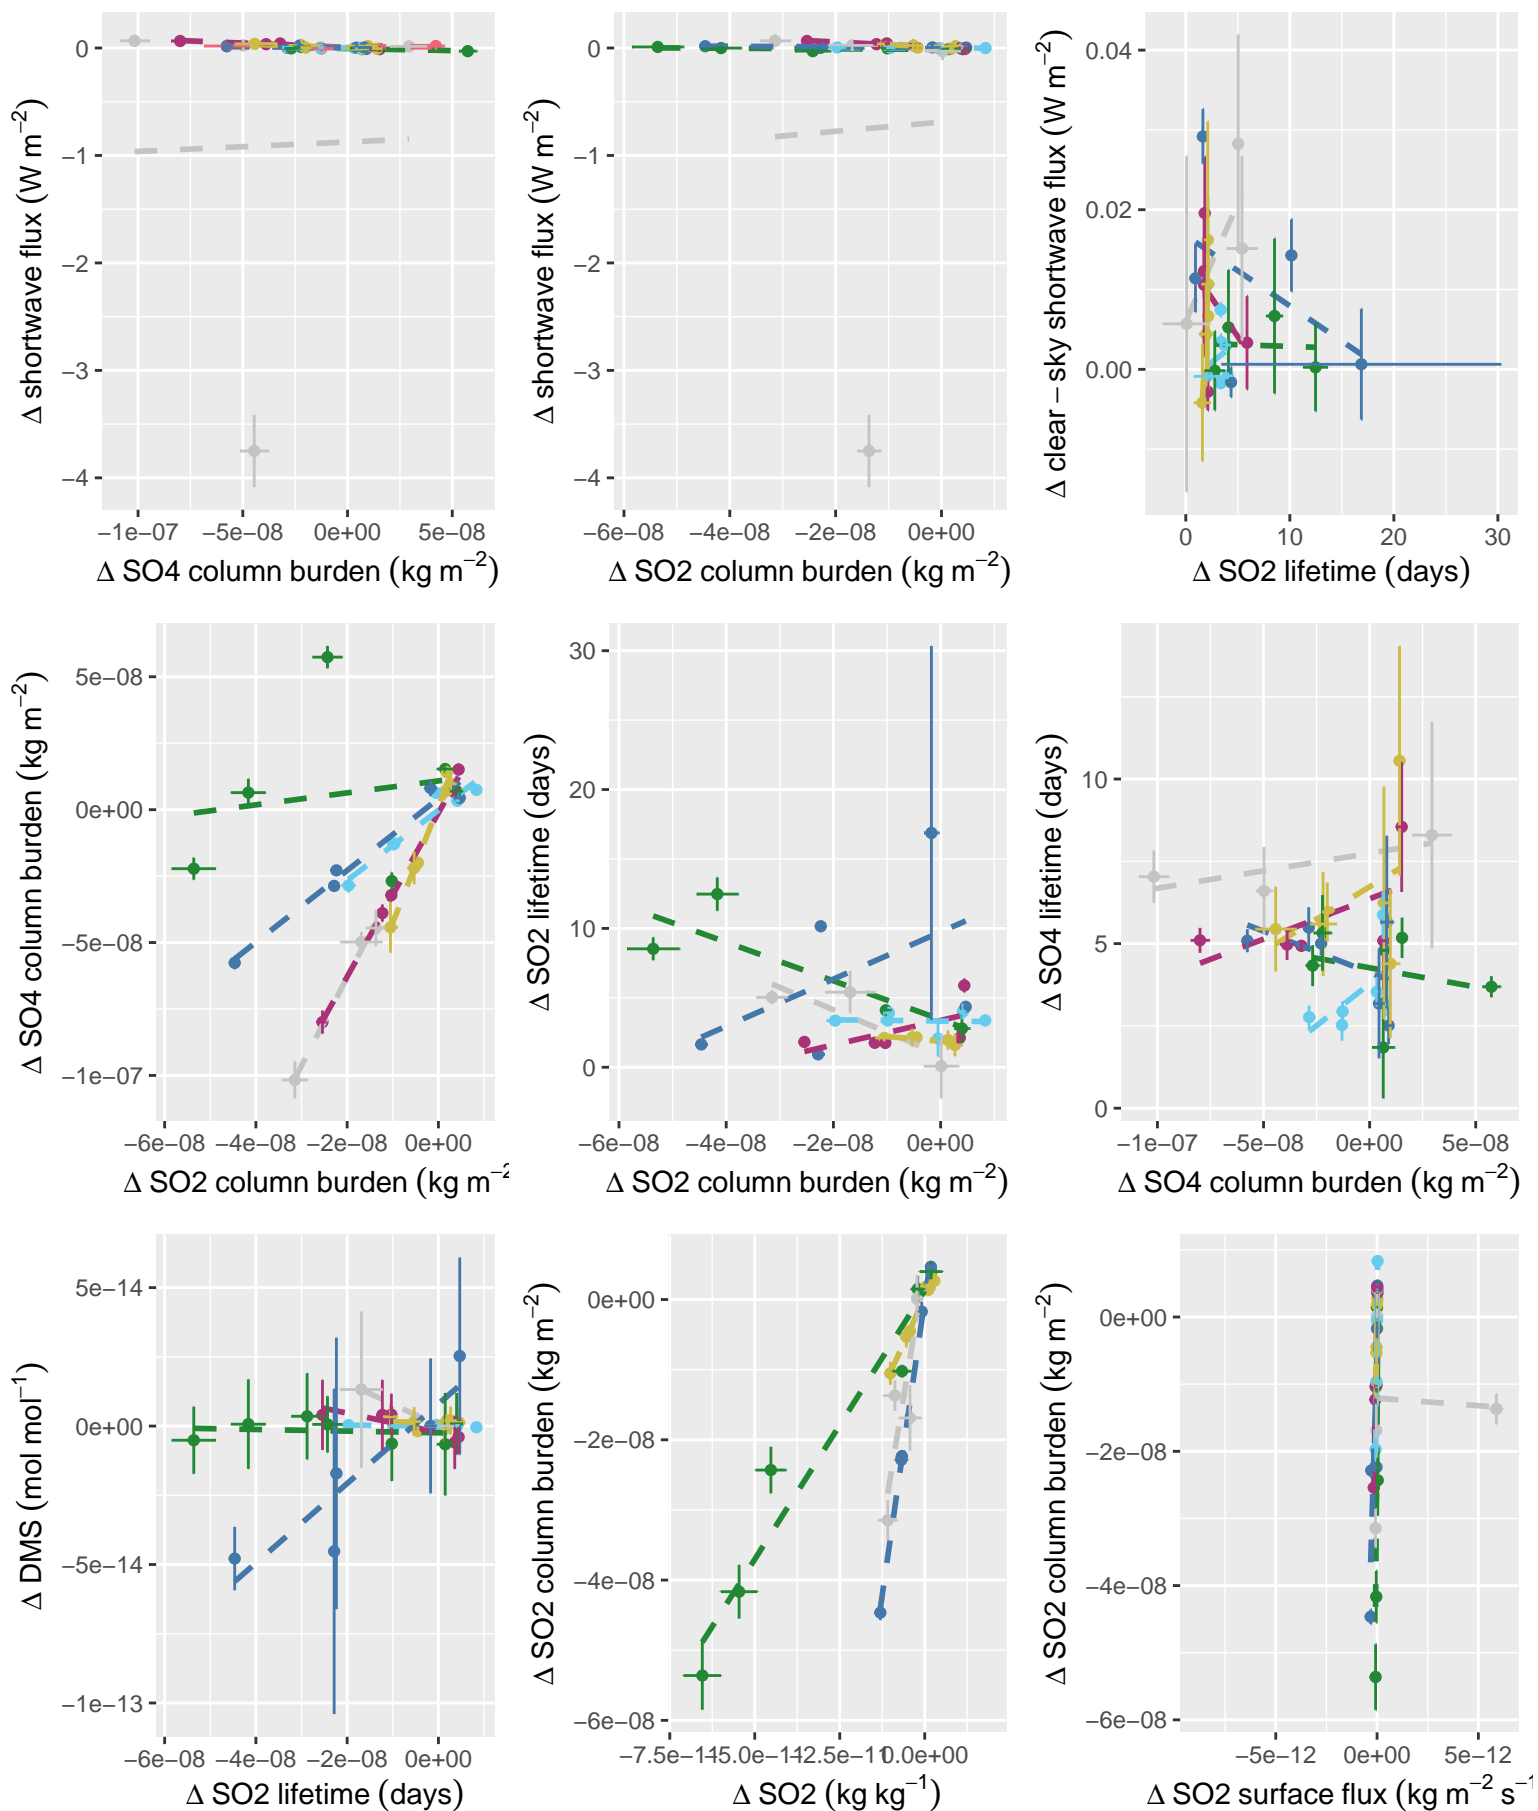 0
−1
−2
−3
−4
Δ shortwave flux (W m−2)
−1e−07 −5e−08 0e+00 5e−08
Δ SO4 column burden (kg m−2)
0
−1
−2
−3
−4
Δ shortwave flux (W m−2)
−6e−08 −4e−08 −2e−08 0e+00
Δ SO2 column burden (kg m−2)
0.04
0.02
0.00
Δ clear−sky shortwave flux (W m−2)
0 10 20 30
Δ SO2 lifetime (days)
5e−08
0e+00
−5e−08
−1e−07
Δ SO4 column burden (kg m−2)
−6e−08 −4e−08 −2e−08 0e+00
Δ SO2 column burden (kg m−2
30
20
10
0
Δ SO2 lifetime (days)
−6e−08 −4e−08 −2e−08 0e+00
Δ SO2 column burden (kg m−2)
10
5
0
Δ SO4 lifetime (days)
−1e−07 −5e−08 0e+00 5e−08
Δ SO4 column burden (kg m−2)
5e−14
0e+00
−5e−14
−1e−13
Δ DMS (mol mol−1)
−6e−08 −4e−08 −2e−08 0e+00
Δ SO2 lifetime (days)
0e+00
−2e−08
−4e−08
−6e−08
Δ SO2 column burden (kg m−2)
Δ SO2 (kg kg−1)
0e+00
−2e−08
−4e−08
−6e−08
Δ SO2 column burden (kg m−2)
−5e−12 0e+00 5e−12
Δ SO2 surface flux (kg m−2 s−1